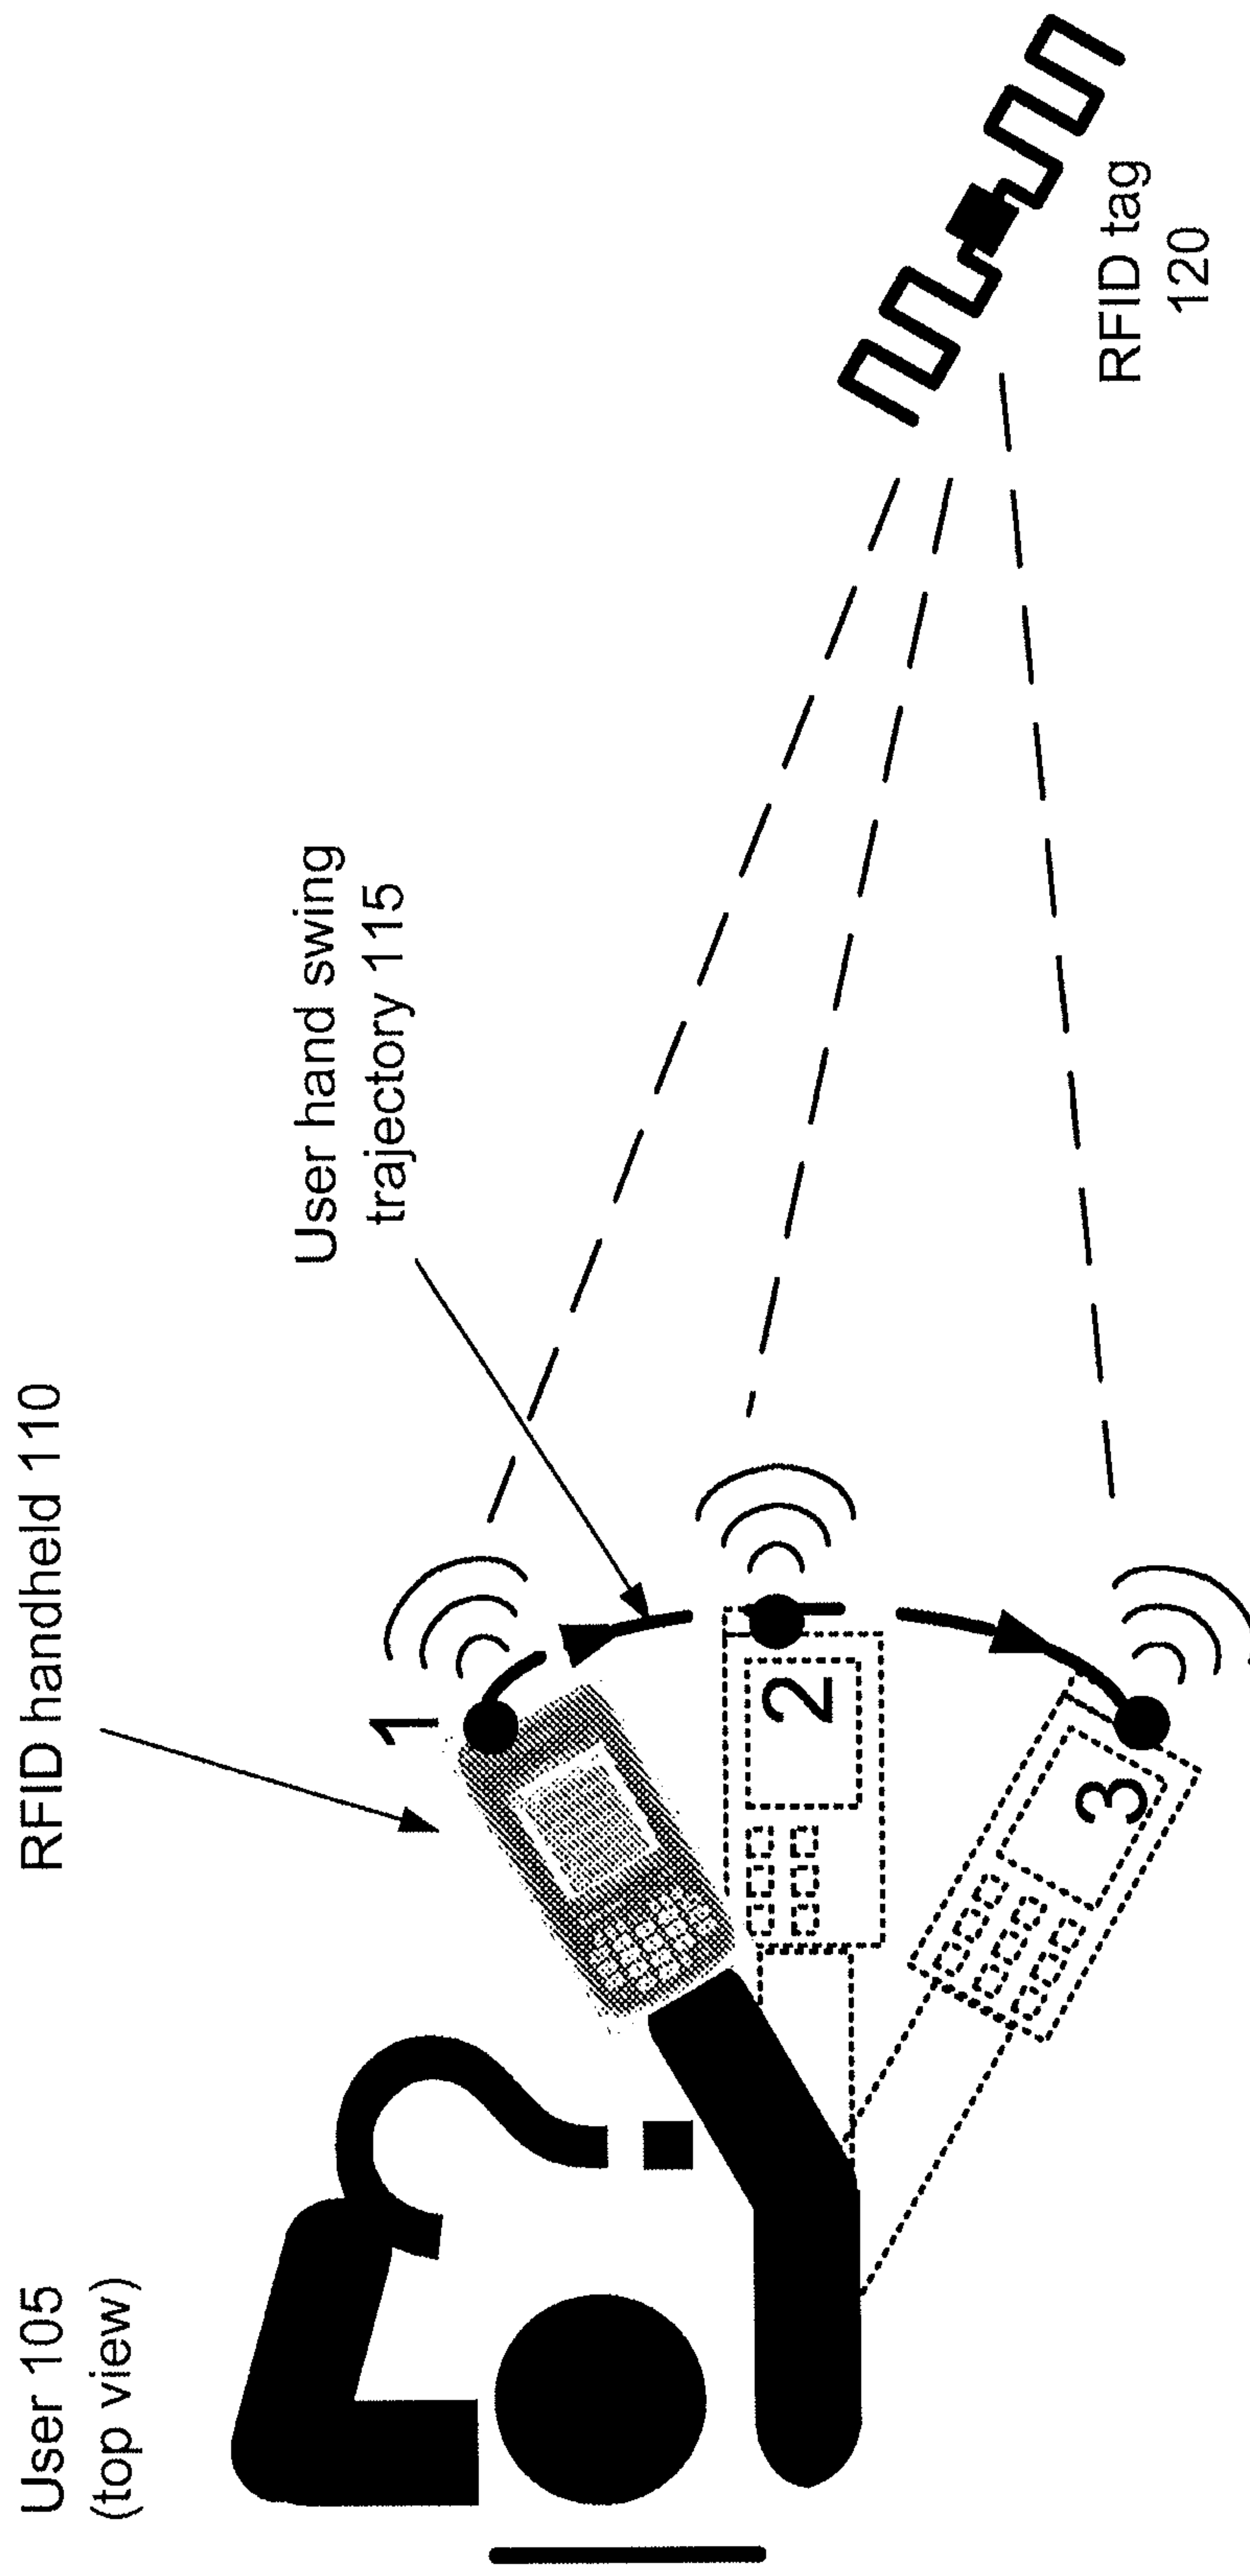 User 105
(top view)
RFID handheld 110
User hand swing
trajectory 115
1
2
3
RFID tag
120